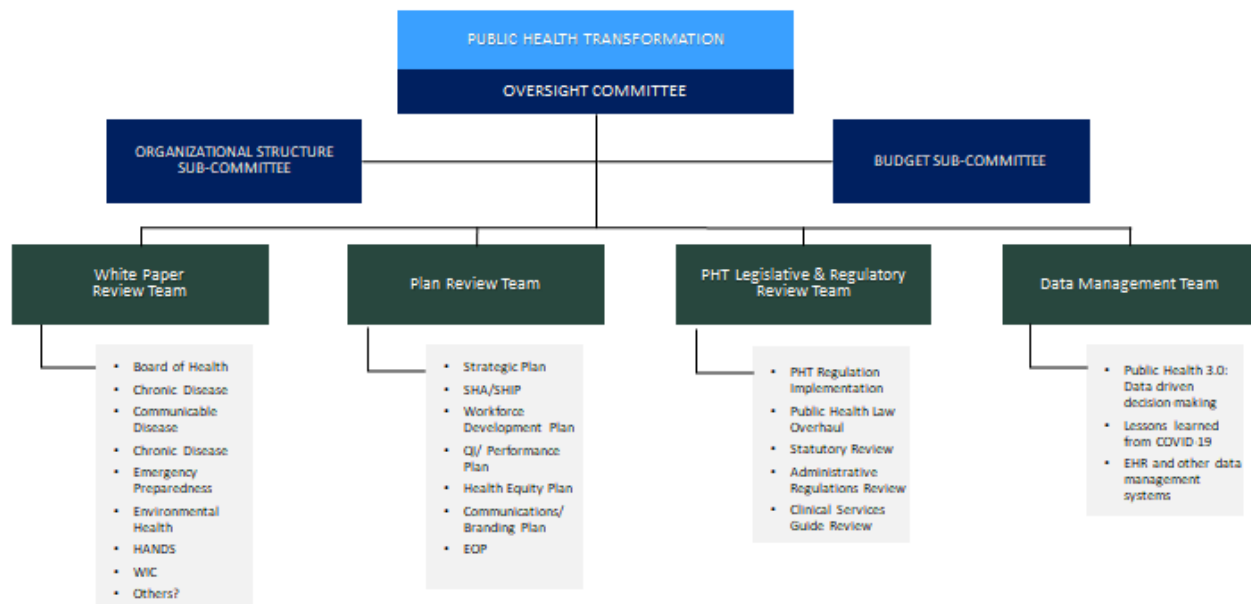 PUBLIC HEALTH TRANSFORMATION
OVERSIGHT COMMITTEE
ORGANIZATIONAL STRUCTURE
SUB-COMMITTEE
BUDGET SUB-COMMITTEE
White Paper
Review Team
▪ Board of Health
▪ Chronic Disease
▪ Communicable
Disease
▪ Chronic Disease
▪ Emergency
Preparedness
▪ Environmental
Health
▪ HANDS
▪ WIC
▪ Others?
Plan Review Team
▪ Strategic Plan
▪ SHA/SHIP
▪ Workforce
Development Plan
▪ QI/ Performance
Plan
▪ Health Equity Plan
▪ Communications/
Branding Plan
▪ EOP
PHT Legislative & Regulatory
Review Team
▪ PHT Regulation
Implementation
▪ Public Health Law
Overhaul
▪ Statutory Review
▪ Administrative
Regulations Review
▪ Clinical Services
Guide Review
Data Management Team
▪ Public Health 3.0:
Data driven
decision-making
▪ Lessons learned
from COVID-19
▪ EHR and other data
management
systems